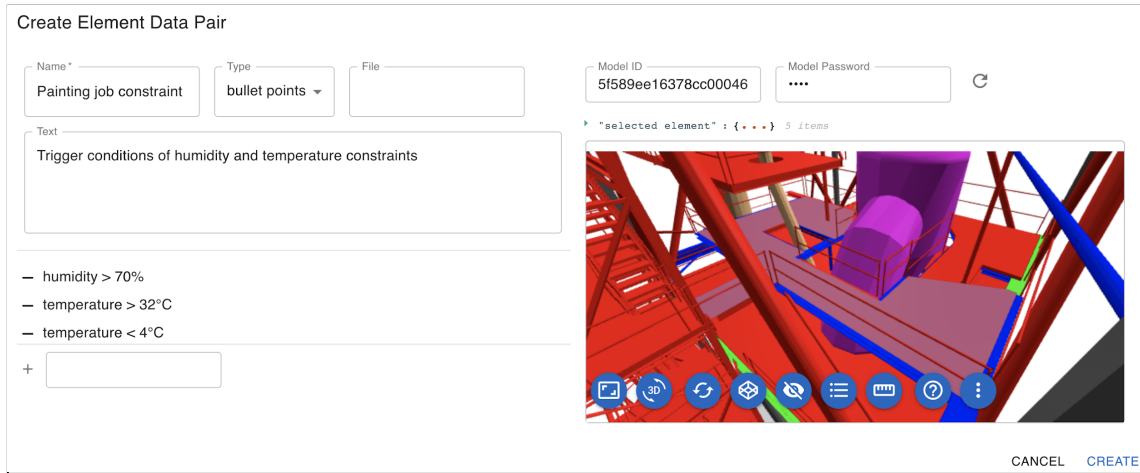 Create Element Data Pair
Name*
Painting job constraint
Type
bullet points
File
Text
Trigger conditions of humidity and temperature constraints
– humidity > 70%
– temperature > 32°C
– temperature < 4°C
+
Model ID
5f589ee16378cc00046
Model Password
••••
"selected element" : {...} 5 items
3D
?
CANCEL CREATE